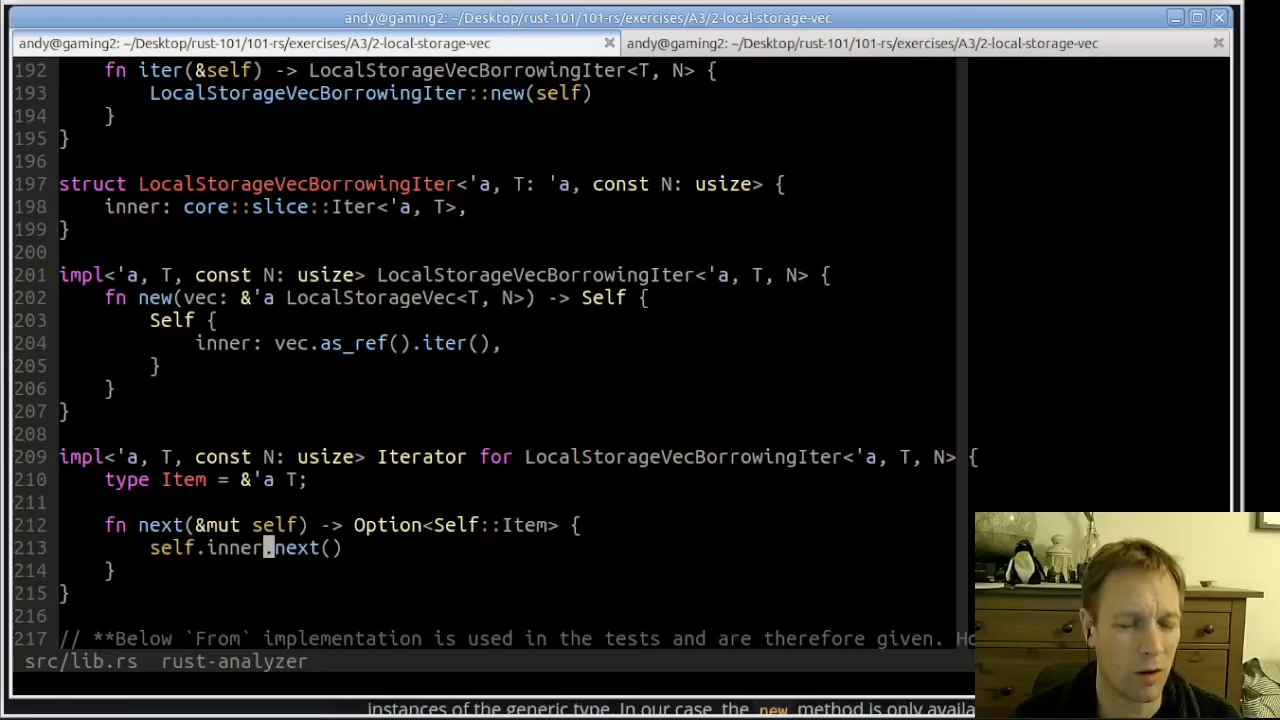 andy@gaming2: ~/Desktop/rust-101/101-rs/exercises/A3/2-local-storage-vec
andy@gaming2: ~/Desktop/rust-101/101-rs/exercises/A3/2-local-storage-vec
andy@gaming2: ~/Desktop/rust-101/101-rs/exercises/A3/2-local-storage-vec
192     fn iter(&self) -> LocalStorageVecBorrowingIter<T, N> {
193         LocalStorageVecBorrowingIter::new(self)
194     }
195 }
196
197 struct LocalStorageVecBorrowingIter<'a, T: 'a, const N: usize> {
198     inner: core::slice::Iter<'a, T>,
199 }
200
201 impl<'a, T, const N: usize> LocalStorageVecBorrowingIter<'a, T, N> {
202     fn new(vec: &'a LocalStorageVec<T, N>) -> Self {
203         Self {
204             inner: vec.as_ref().iter(),
205         }
206     }
207 }
208
209 impl<'a, T, const N: usize> Iterator for LocalStorageVecBorrowingIter<'a, T, N> {
210     type Item = &'a T;
211
212     fn next(&mut self) -> Option<Self::Item> {
213         self.inner.next()
214     }
215 }
216
217 // **Below `From` implementation is used in the tests and are therefore given.
src/lib.rs  rust-analyzer
instances of the generic type. In our case, the new method is only